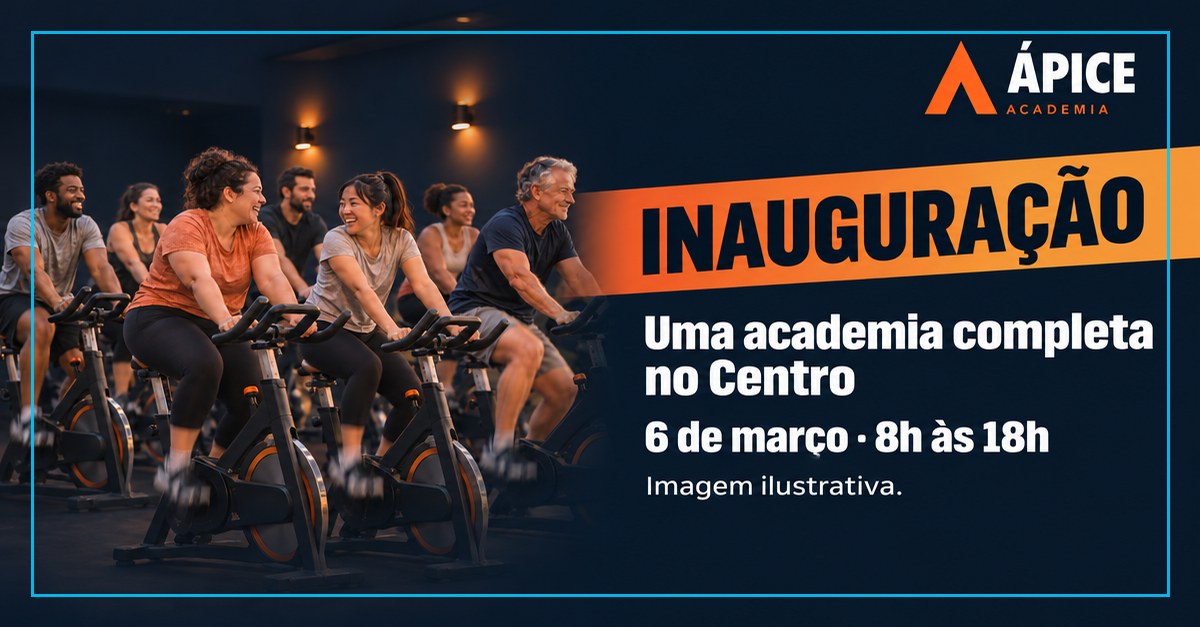 ÁPICE
ACADEMIA
INAUGURAÇÃO
Uma academia completa
no Centro
6 de março · 8h às 18h
Imagem ilustrativa.